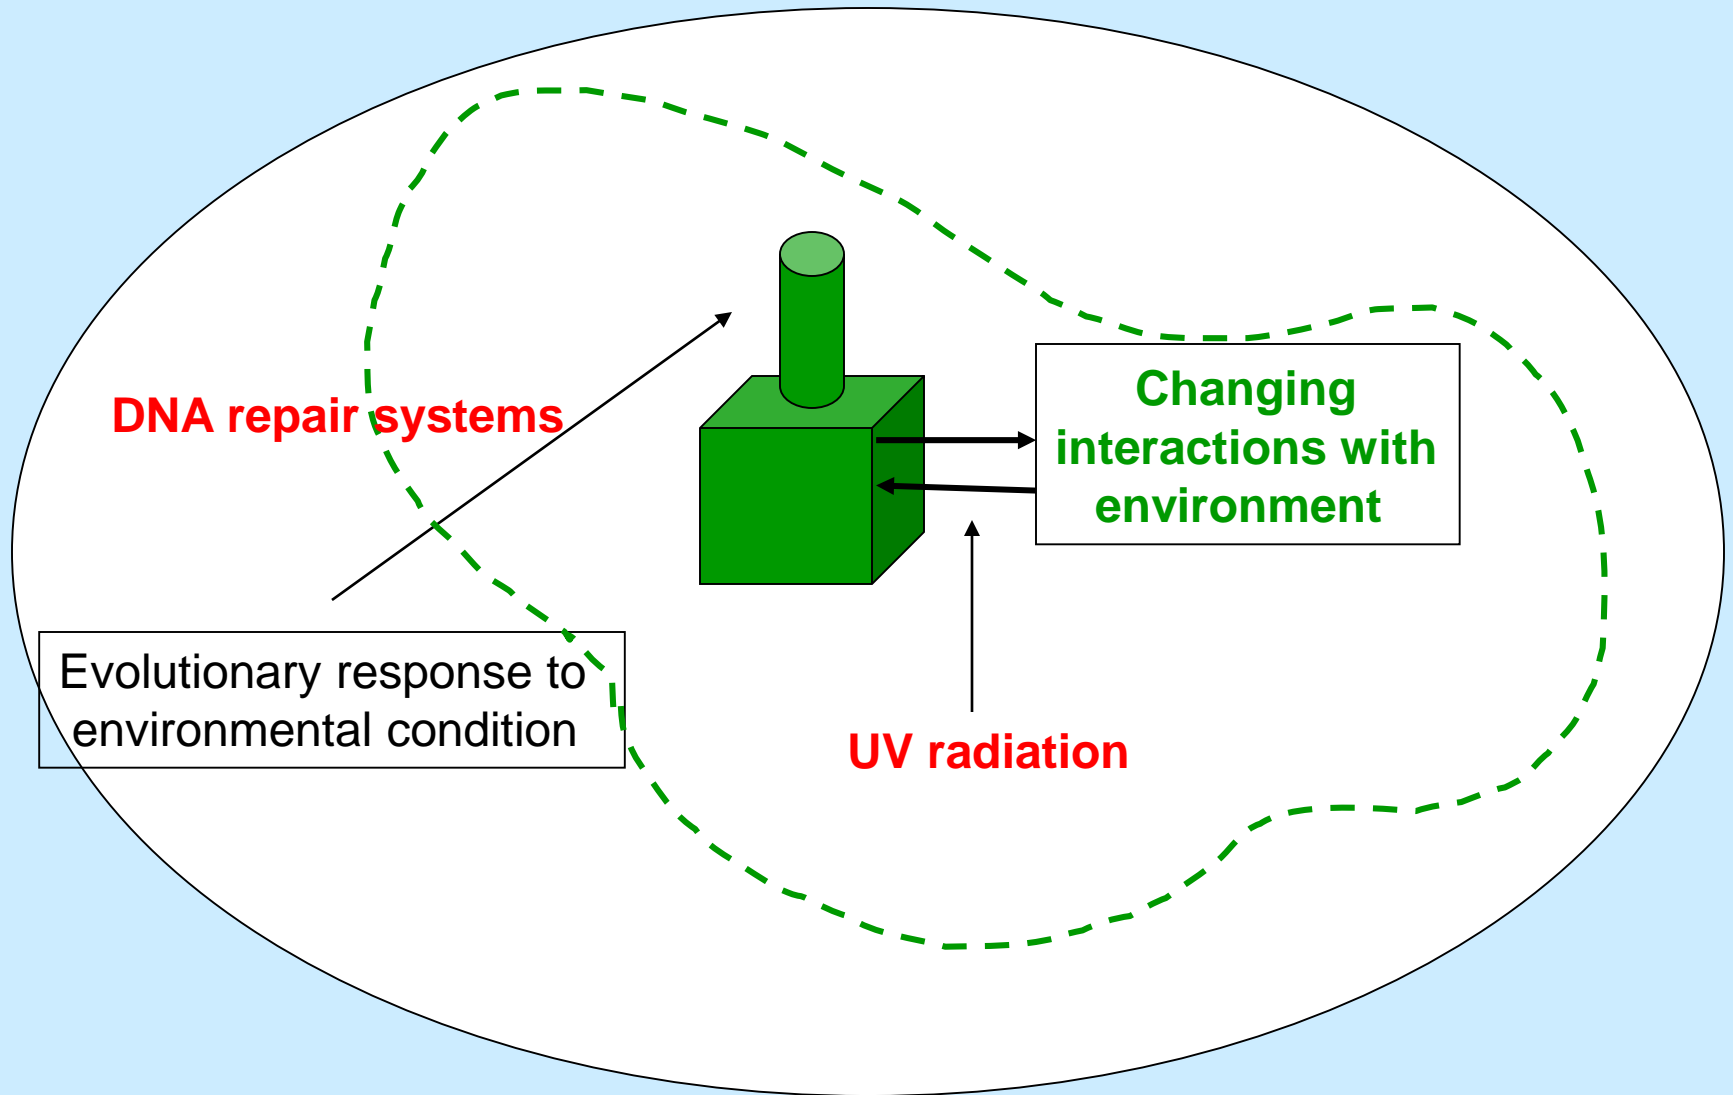 Changing
interactions with
environment
DNA repair systems
Evolutionary response to
environmental condition
UV radiation